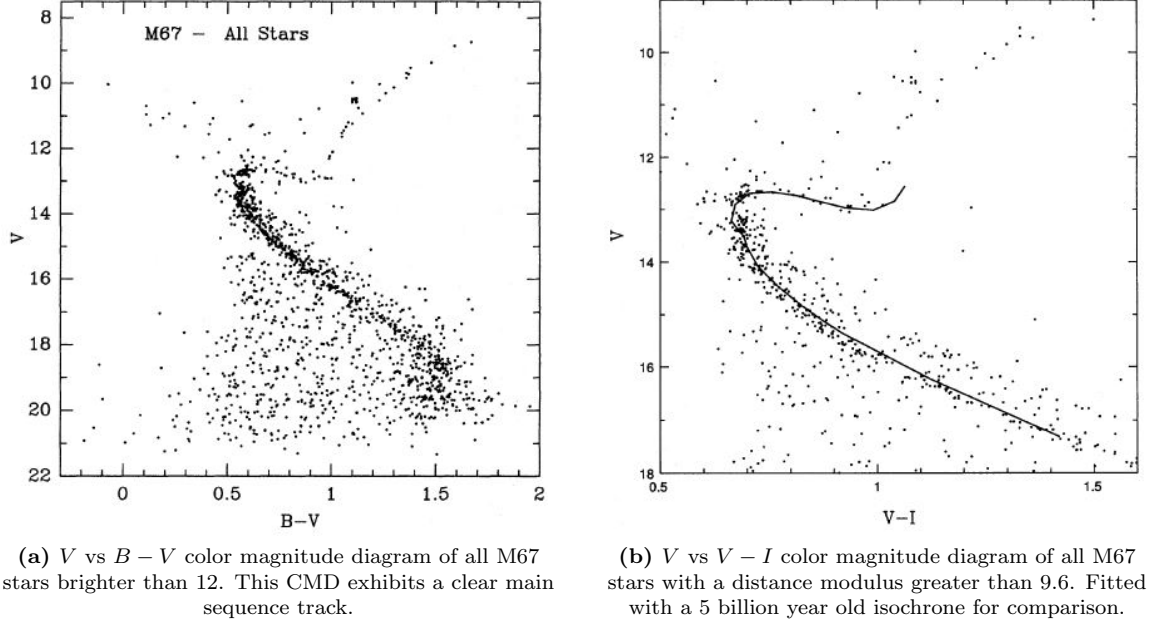 M67 – All Stars
8
10
12
14
16
18
20
22
V
0
0.5
1
1.5
2
B−V
(a) V vs B − V color magnitude diagram of all M67
stars brighter than 12. This CMD exhibits a clear main
sequence track.
10
12
14
16
18
V
0.5
1
1.5
V−I
(b) V vs V − I color magnitude diagram of all M67
stars with a distance modulus greater than 9.6. Fitted
with a 5 billion year old isochrone for comparison.